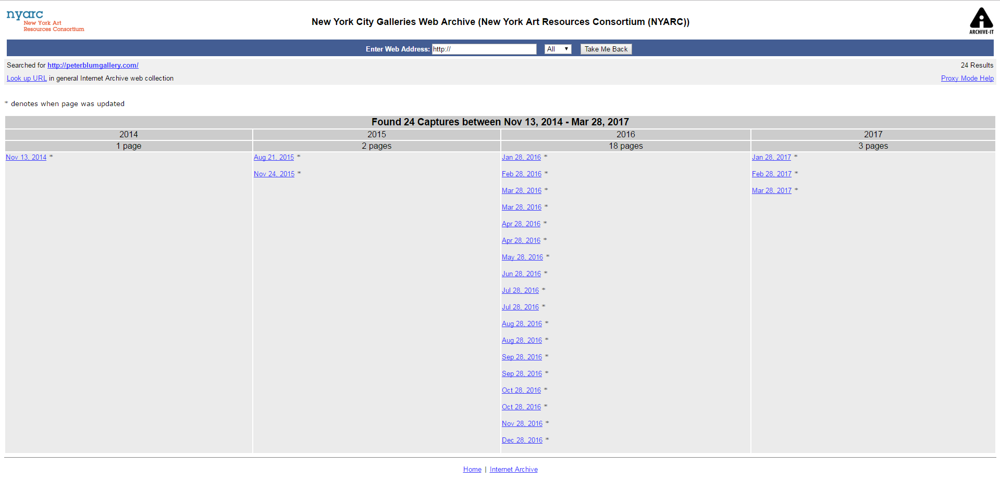 nyarc
New York Art
Resources Consortium
New York City Galleries Web Archive (New York Art Resources Consortium (NYARC))
ARCHIVE-IT
Enter Web Address: http:// All Take Me Back
Searched for http://peterblumgallery.com/ 24 Results
Look up URL in general Internet Archive web collection Proxy Mode Help
* denotes when page was updated
Found 24 Captures between Nov 13, 2014 - Mar 28, 2017
2014 2015 2016 2017
1 page 2 pages 18 pages 3 pages
Nov 13, 2014 * Aug 21, 2015 * Jan 28, 2016 * Jan 28, 2017 *
Nov 24, 2015 * Feb 28, 2016 * Feb 28, 2017 *
Mar 28, 2016 * Mar 28, 2017 *
Mar 28, 2016 *
Apr 28, 2016 *
Apr 28, 2016 *
May 28, 2016 *
Jun 28, 2016 *
Jul 28, 2016 *
Jul 28, 2016 *
Aug 28, 2016 *
Aug 28, 2016 *
Sep 28, 2016 *
Sep 28, 2016 *
Oct 28, 2016 *
Oct 28, 2016 *
Nov 28, 2016 *
Dec 28, 2016 *
Home | Internet Archive